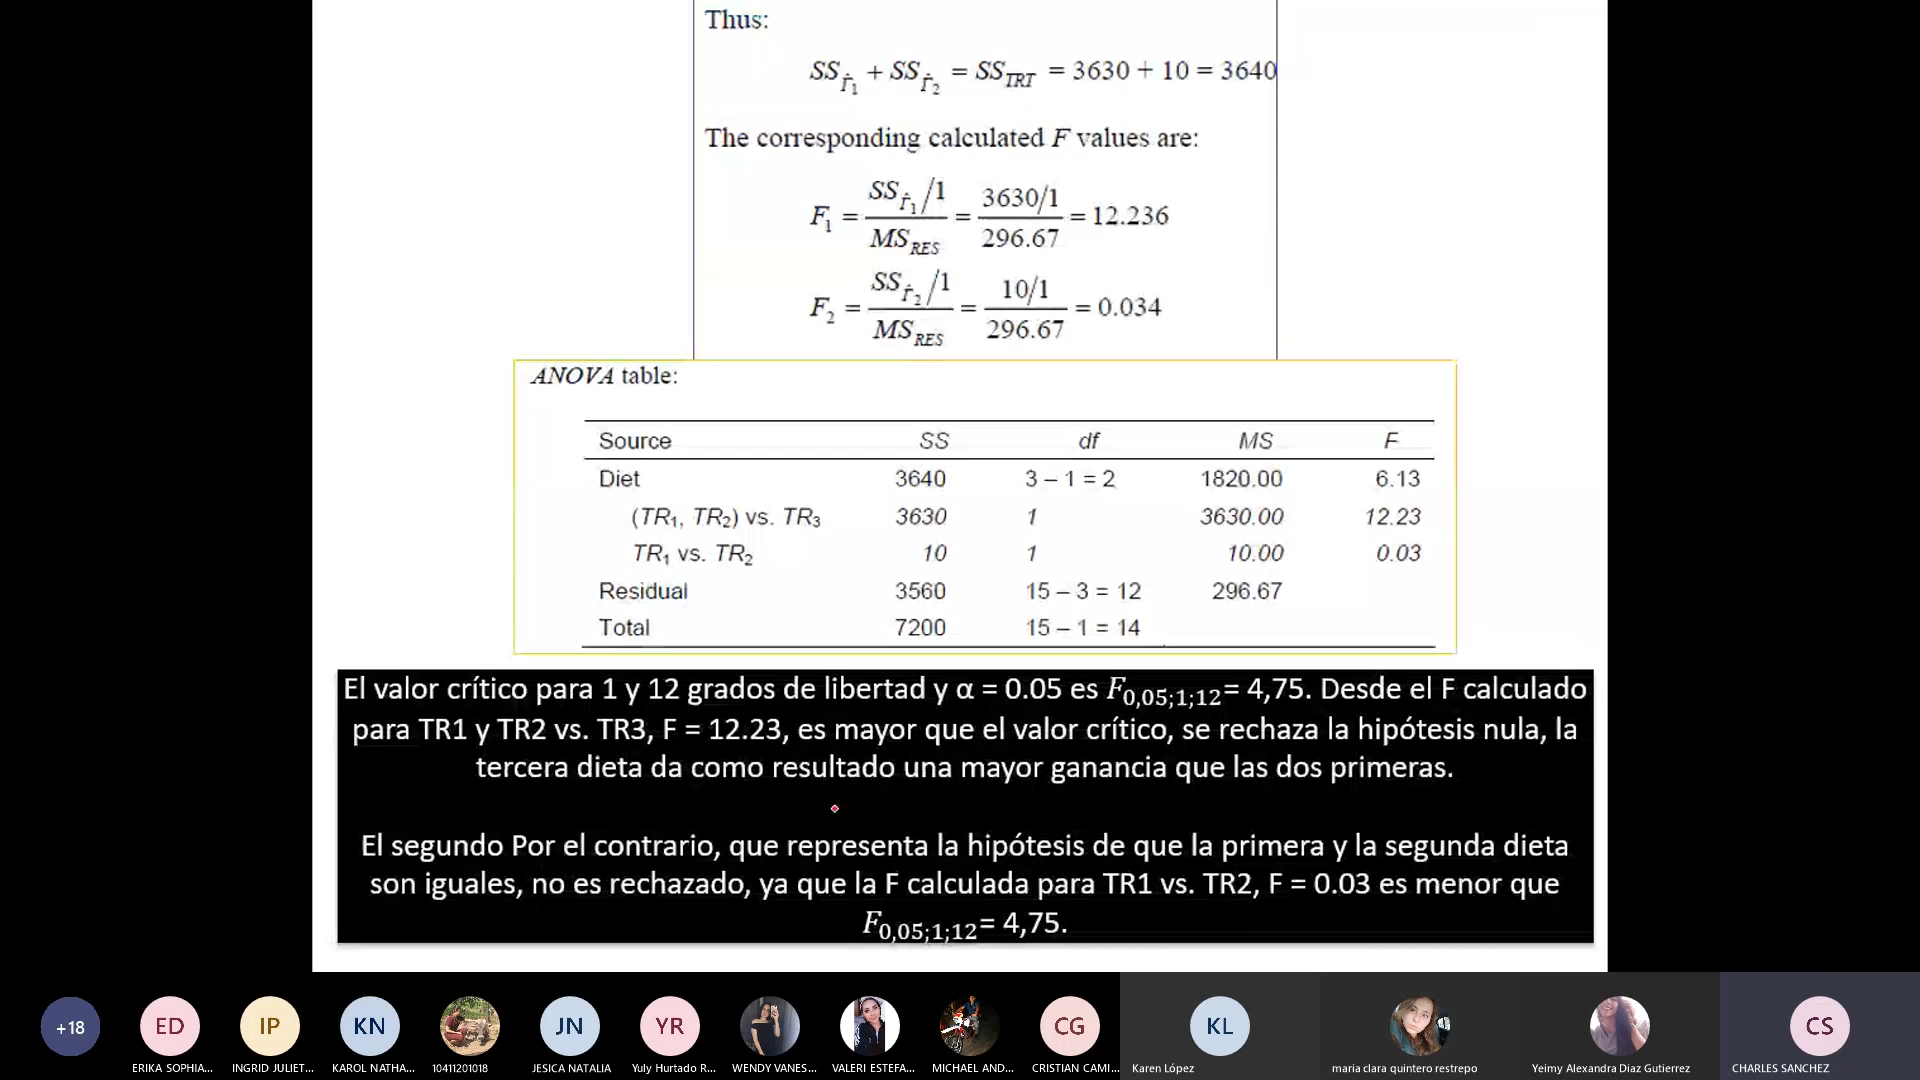 Thus:
SS_Γ̂₁ + SS_Γ̂₂ = SS_TRT = 3630 + 10 = 3640
The corresponding calculated F values are:
F₁ = (SS_Γ̂₁/1)/(MS_RES) = (3630/1)/(296.67) = 12.236
F₂ = (SS_Γ̂₂/1)/(MS_RES) = (10/1)/(296.67) = 0.034
ANOVA table:
Source SS df MS F
Diet 3640 3 – 1 = 2 1820.00 6.13
(TR₁, TR₂) vs. TR₃ 3630 1 3630.00 12.23
TR₁ vs. TR₂ 10 1 10.00 0.03
Residual 3560 15 – 3 = 12 296.67
Total 7200 15 – 1 = 14
El valor crítico para 1 y 12 grados de libertad y α = 0.05 es F0,05;1;12= 4,75. Desde el F calculado
para TR1 y TR2 vs. TR3, F = 12.23, es mayor que el valor crítico, se rechaza la hipótesis nula, la
tercera dieta da como resultado una mayor ganancia que las dos primeras.
El segundo Por el contrario, que representa la hipótesis de que la primera y la segunda dieta
son iguales, no es rechazado, ya que la F calculada para TR1 vs. TR2, F = 0.03 es menor que
F0,05;1;12= 4,75.
+18 ED IP KN JN YR CG KL CS
ERIKA SOPHIA... INGRID JULIET... KAROL NATHA... 10411201018 JESICA NATALIA Yuly Hurtado R... WENDY VANES... VALERI ESTEFA... MICHAEL AND... CRISTIAN CAMI... Karen López maria clara quintero restrepo Yeimy Alexandra Diaz Gutierrez CHARLES SANCHEZ